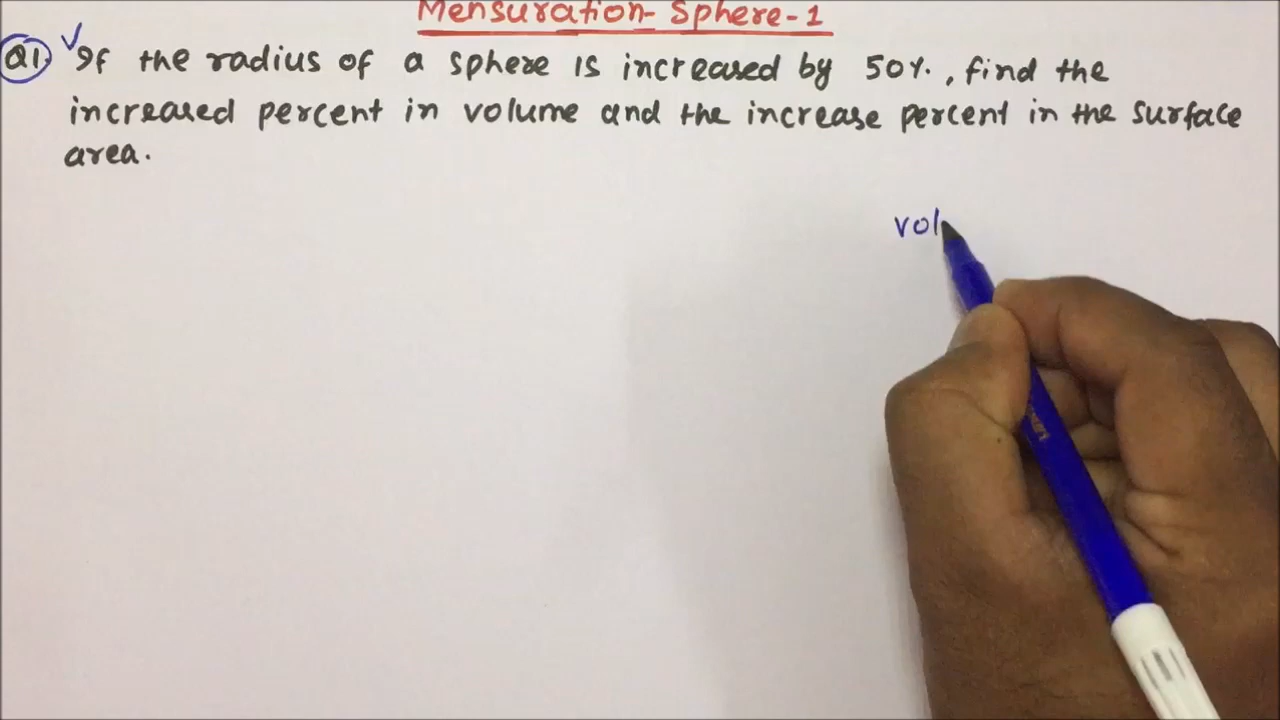 Mensuration- Sphere-1
Q1. If the radius of a sphere is increased by 50%., find the
increased percent in volume and the increase percent in the surface
area.
vol